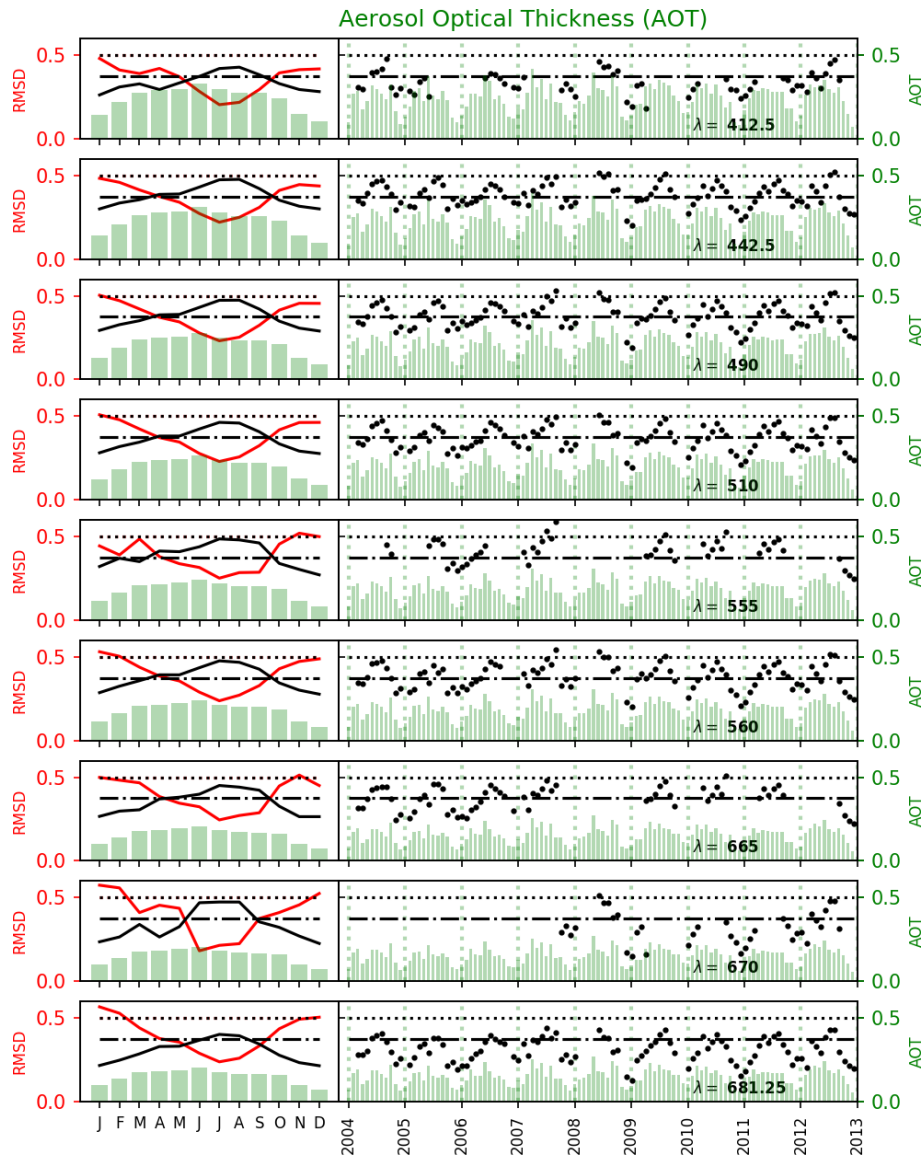 Aerosol Optical Thickness (AOT)
0.5
RMSD
0.0
λ = 412.5
0.5
AOT
0.0
0.5
RMSD
0.0
λ = 442.5
0.5
AOT
0.0
0.5
RMSD
0.0
λ = 490
0.5
AOT
0.0
0.5
RMSD
0.0
λ = 510
0.5
AOT
0.0
0.5
RMSD
0.0
λ = 555
0.5
AOT
0.0
0.5
RMSD
0.0
λ = 560
0.5
AOT
0.0
0.5
RMSD
0.0
λ = 665
0.5
AOT
0.0
0.5
RMSD
0.0
λ = 670
0.5
AOT
0.0
0.5
RMSD
0.0
λ = 681.25
0.5
AOT
0.0
J F M A M J J A S O N D
2004 2005 2006 2007 2008 2009 2010 2011 2012 2013